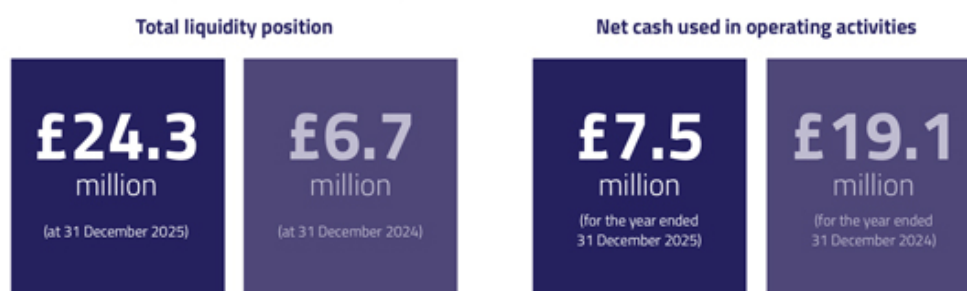 Total liquidity position
£24.3
million
(at 31 December 2025)
£6.7
million
(at 31 December 2024)
Net cash used in operating activities
£7.5
million
(for the year ended
31 December 2025)
£19.1
million
(for the year ended
31 December 2024)